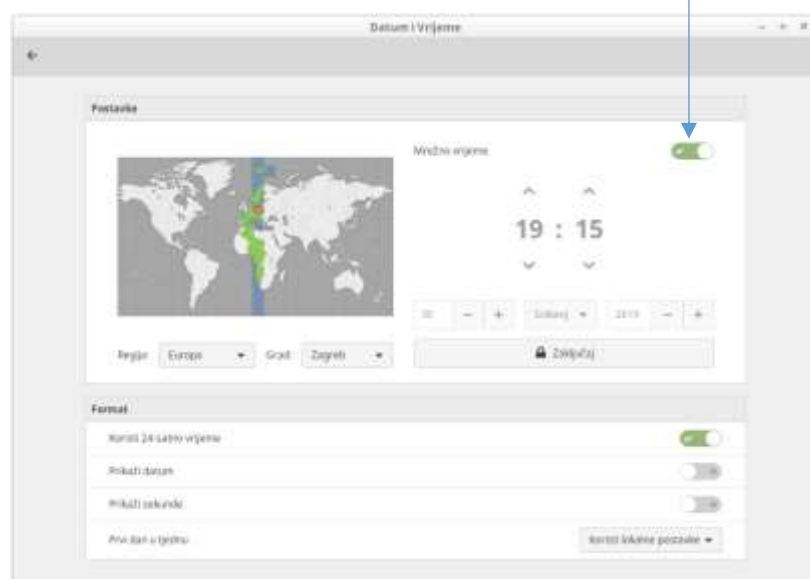 Datum i Vrijeme
Postavke
Mrežno vrijeme
19 : 15
Regija: Europa Grad: Zagreb
Zaključaj
Format
Koristi 24-satno vrijeme
Prikaži datum
Prikaži sekunde
Prvi dan u tjednu
Koristi lokalne postavke